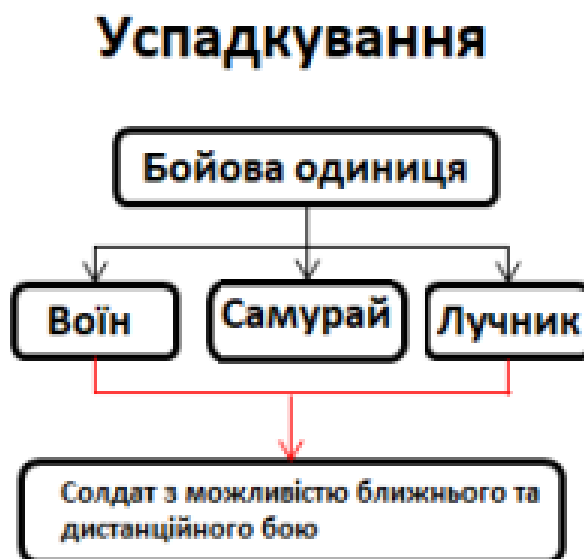 Успадкування
Бойова одиниця
Воїн
Самурай
Лучник
Солдат з можливістю ближнього та
дистанційного бою